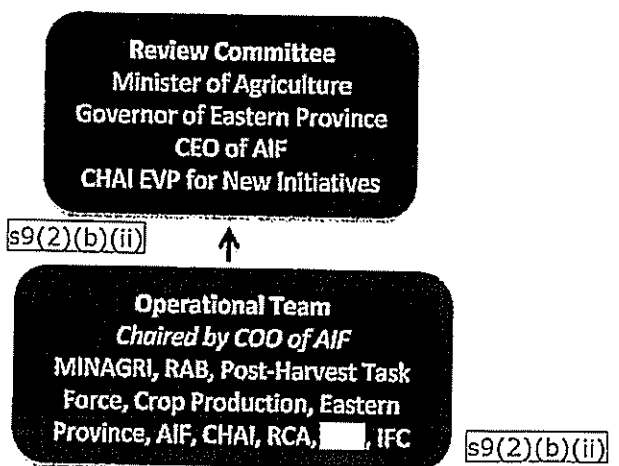 Review Committee
Minister of Agriculture
Governor of Eastern Province
CEO of AIF
CHAI EVP for New Initiatives
s9(2)(b)(ii)
Operational Team
Chaired by COO of AIF
MINAGRI, RAB, Post-Harvest Task
Force, Crop Production, Eastern
Province, AIF, CHAI, RCA, , IFC
s9(2)(b)(ii)